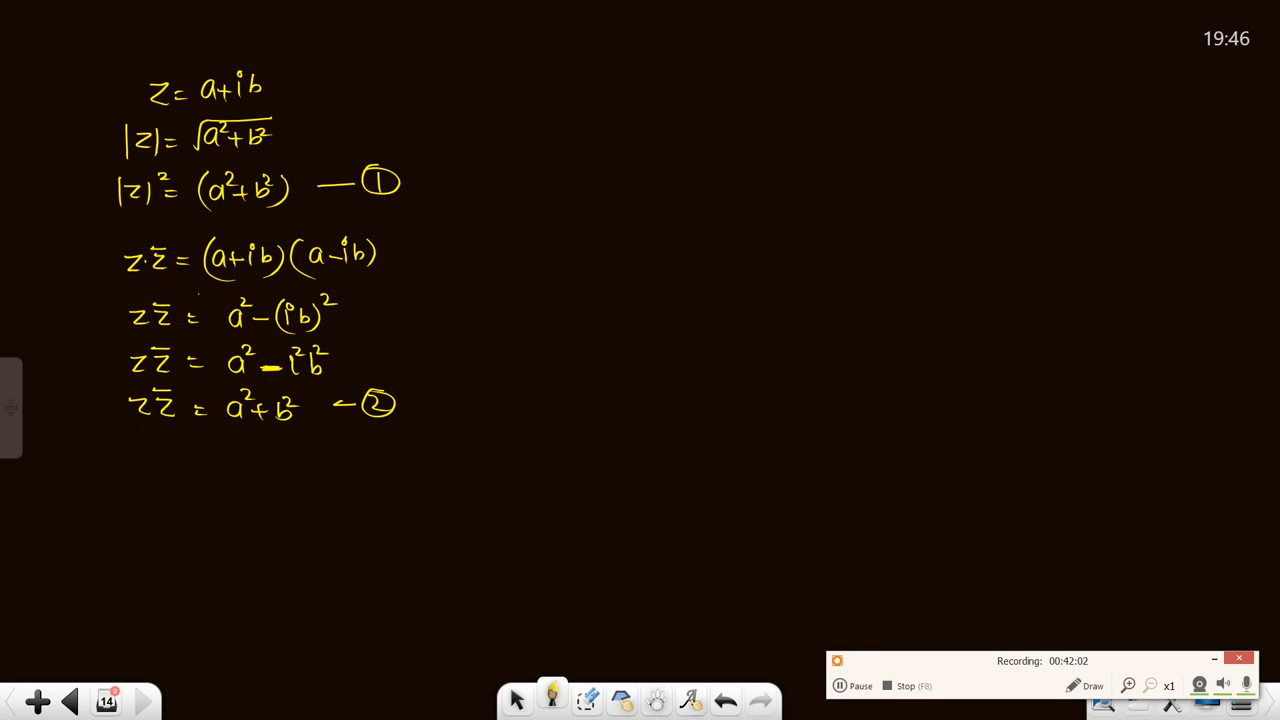 19:46
z = a+ib
|z| = √a²+b²
|z|² = (a²+b²) — ①
z·z̄ = (a+ib)(a-ib)
zz̄ = a² - (ib)²
zz̄ = a² - i²b²
zz̄ = a²+b² — ②
Recording: 00:42:02
Pause Stop (F8) Draw x1
14 0